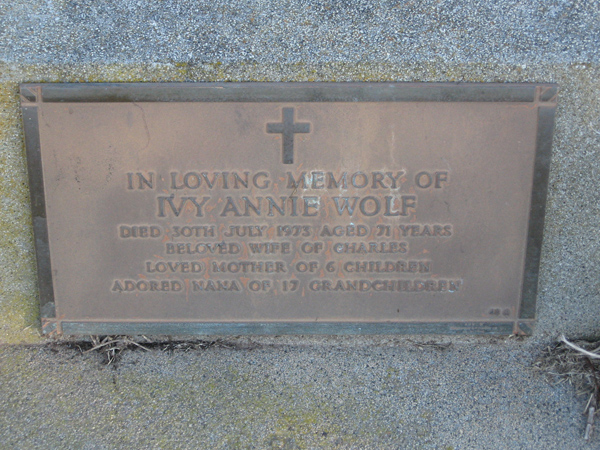 IN LOVING MEMORY OF
IVY ANNIE WOLF
DIED 30TH JULY 1973 AGED 71 YEARS
BELOVED WIFE OF CHARLES
LOVED MOTHER OF 6 CHILDREN
ADORED NANA OF 17 GRANDCHILDREN